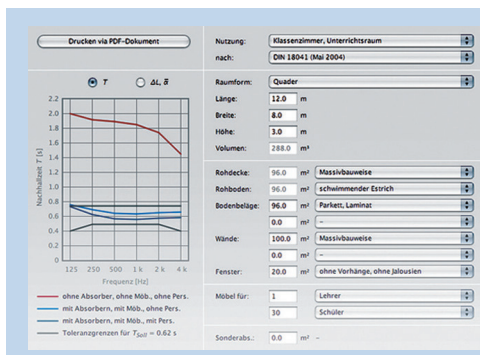 Drucken via PDF-Dokument
T
ΔL, ᾱ
2.2
2.0
1.8
1.6
1.4
1.2
1.0
0.8
0.6
0.4
0.2
0
Nachhallzeit T [s]
125 250 500 1 k 2 k 4 k
Frequenz [Hz]
ohne Absorber, ohne Möb., ohne Pers.
mit Absorbern, mit Möb., ohne Pers.
mit Absorbern, mit Möb., mit Pers.
Toleranzgrenzen für TSoll = 0.62 s
Nutzung: Klassenzimmer, Unterrichtsraum
nach: DIN 18041 (Mai 2004)
Raumform: Quader
Länge: 12.0 m
Breite: 8.0 m
Höhe: 3.0 m
Volumen: 288.0 m³
Rohdecke: 96.0 m² Massivbauweise
Rohboden: 96.0 m² schwimmender Estrich
Bodenbeläge: 96.0 m² Parkett, Laminat
0.0 m² -
Wände: 100.0 m² Massivbauweise
0.0 m² -
Fenster: 20.0 m² ohne Vorhänge, ohne Jalousien
Möbel für: 1 Lehrer
30 Schüler
Sonderabs.: 0.0 m² -